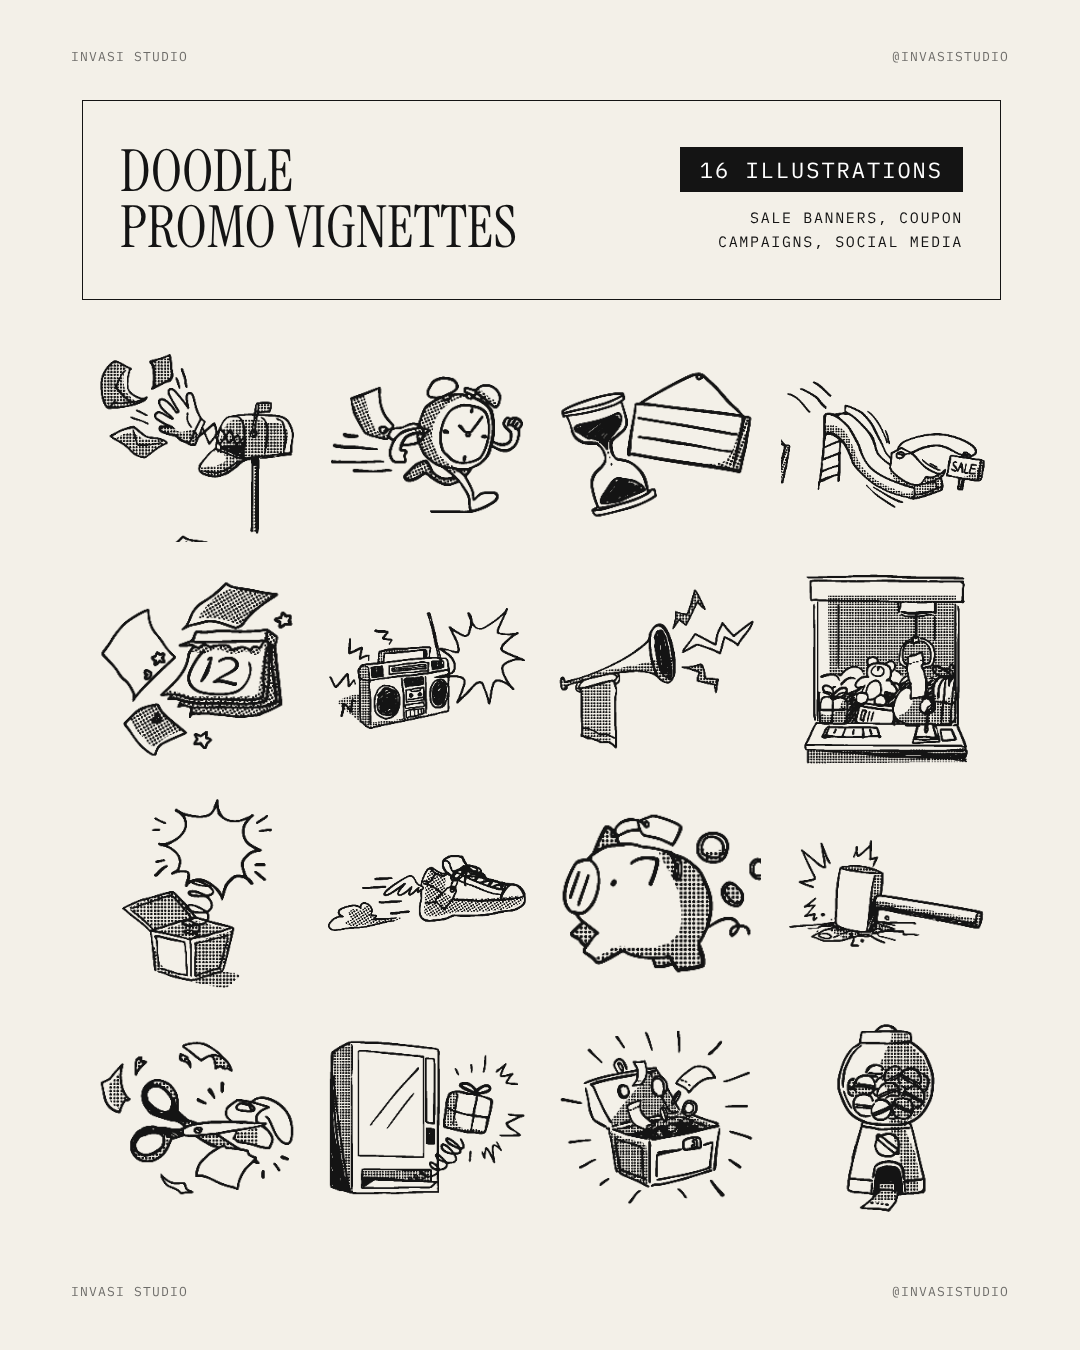 INVASI STUDIO
@INVASISTUDIO
DOODLE
PROMO VIGNETTES
16 ILLUSTRATIONS
SALE BANNERS, COUPON
CAMPAIGNS, SOCIAL MEDIA
SALE
12
INVASI STUDIO
@INVASISTUDIO